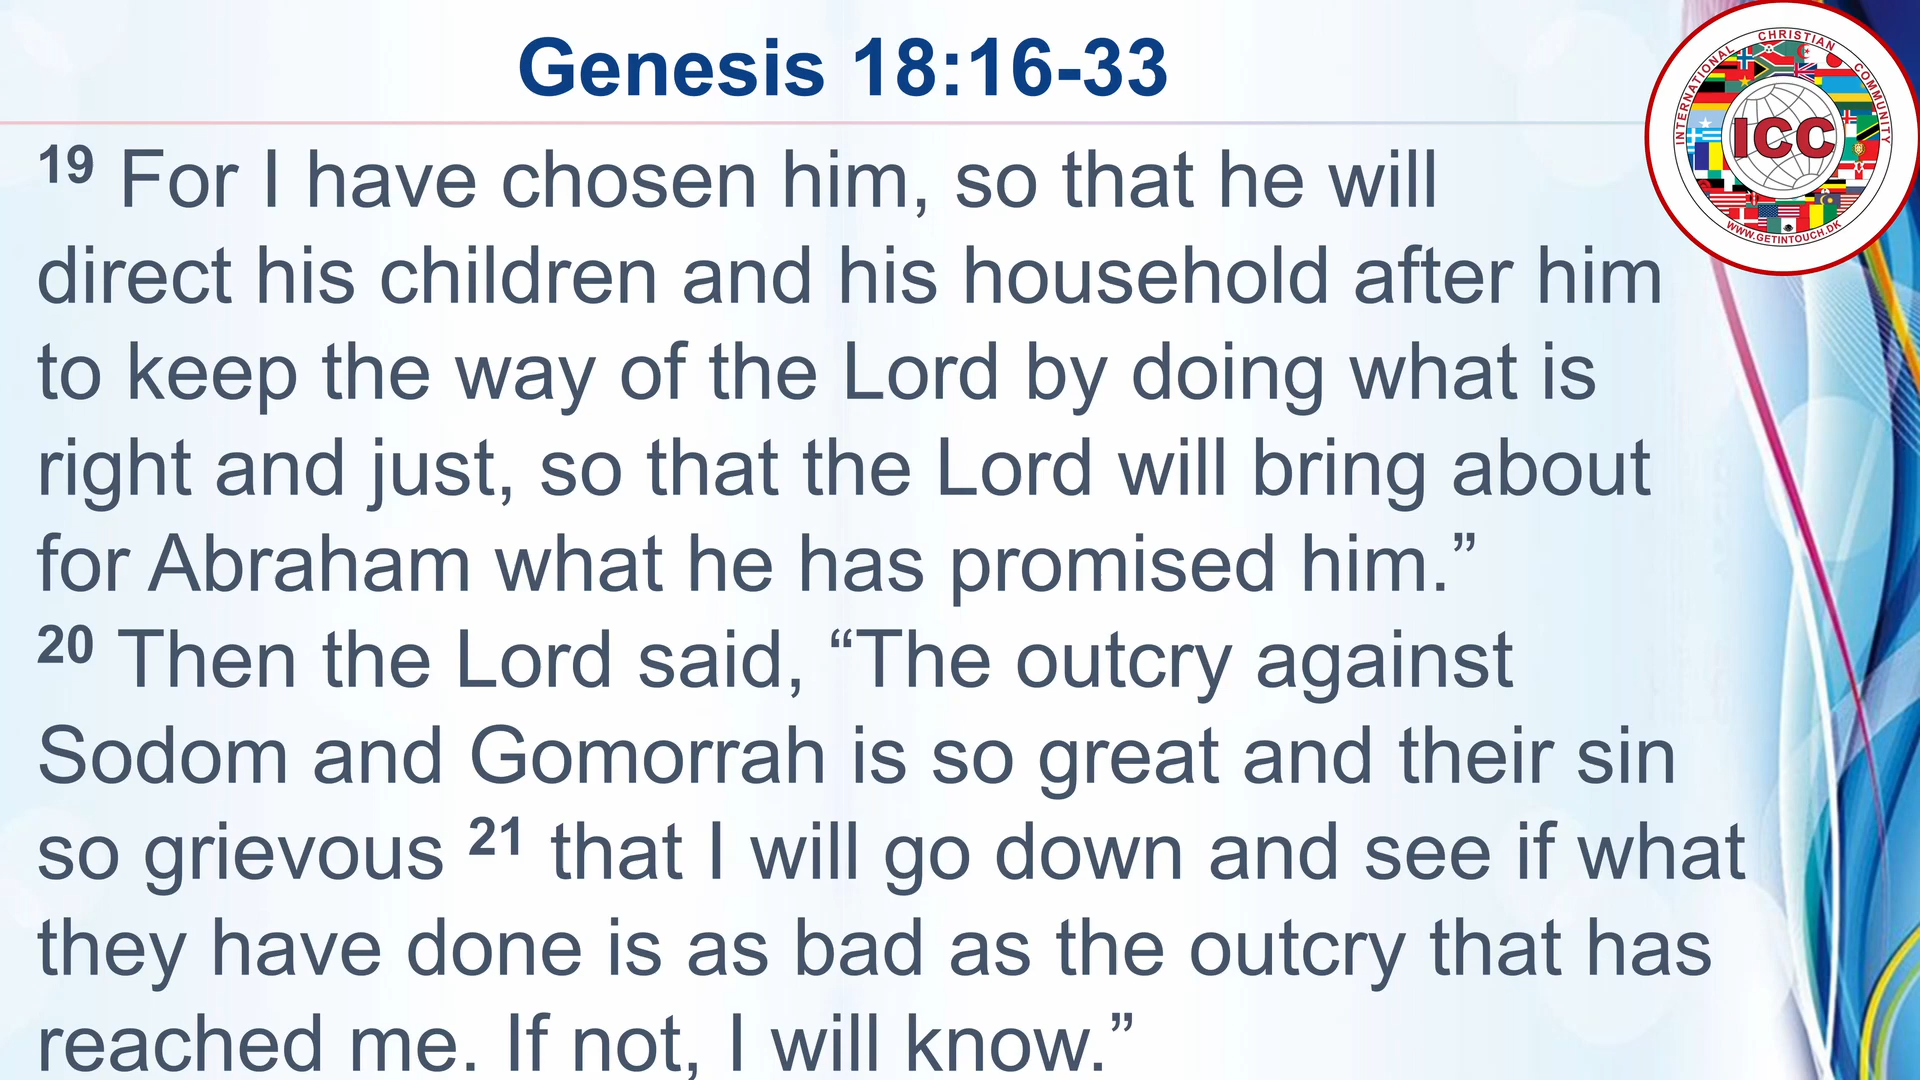 Genesis 18:16-33
INTERNATIONAL CHRISTIAN COMMUNITY
ICC
WWW.GETINTOUCH.DK
19 For I have chosen him, so that he will
direct his children and his household after him
to keep the way of the Lord by doing what is
right and just, so that the Lord will bring about
for Abraham what he has promised him.”
20 Then the Lord said, “The outcry against
Sodom and Gomorrah is so great and their sin
so grievous 21 that I will go down and see if what
they have done is as bad as the outcry that has
reached me. If not, I will know.”